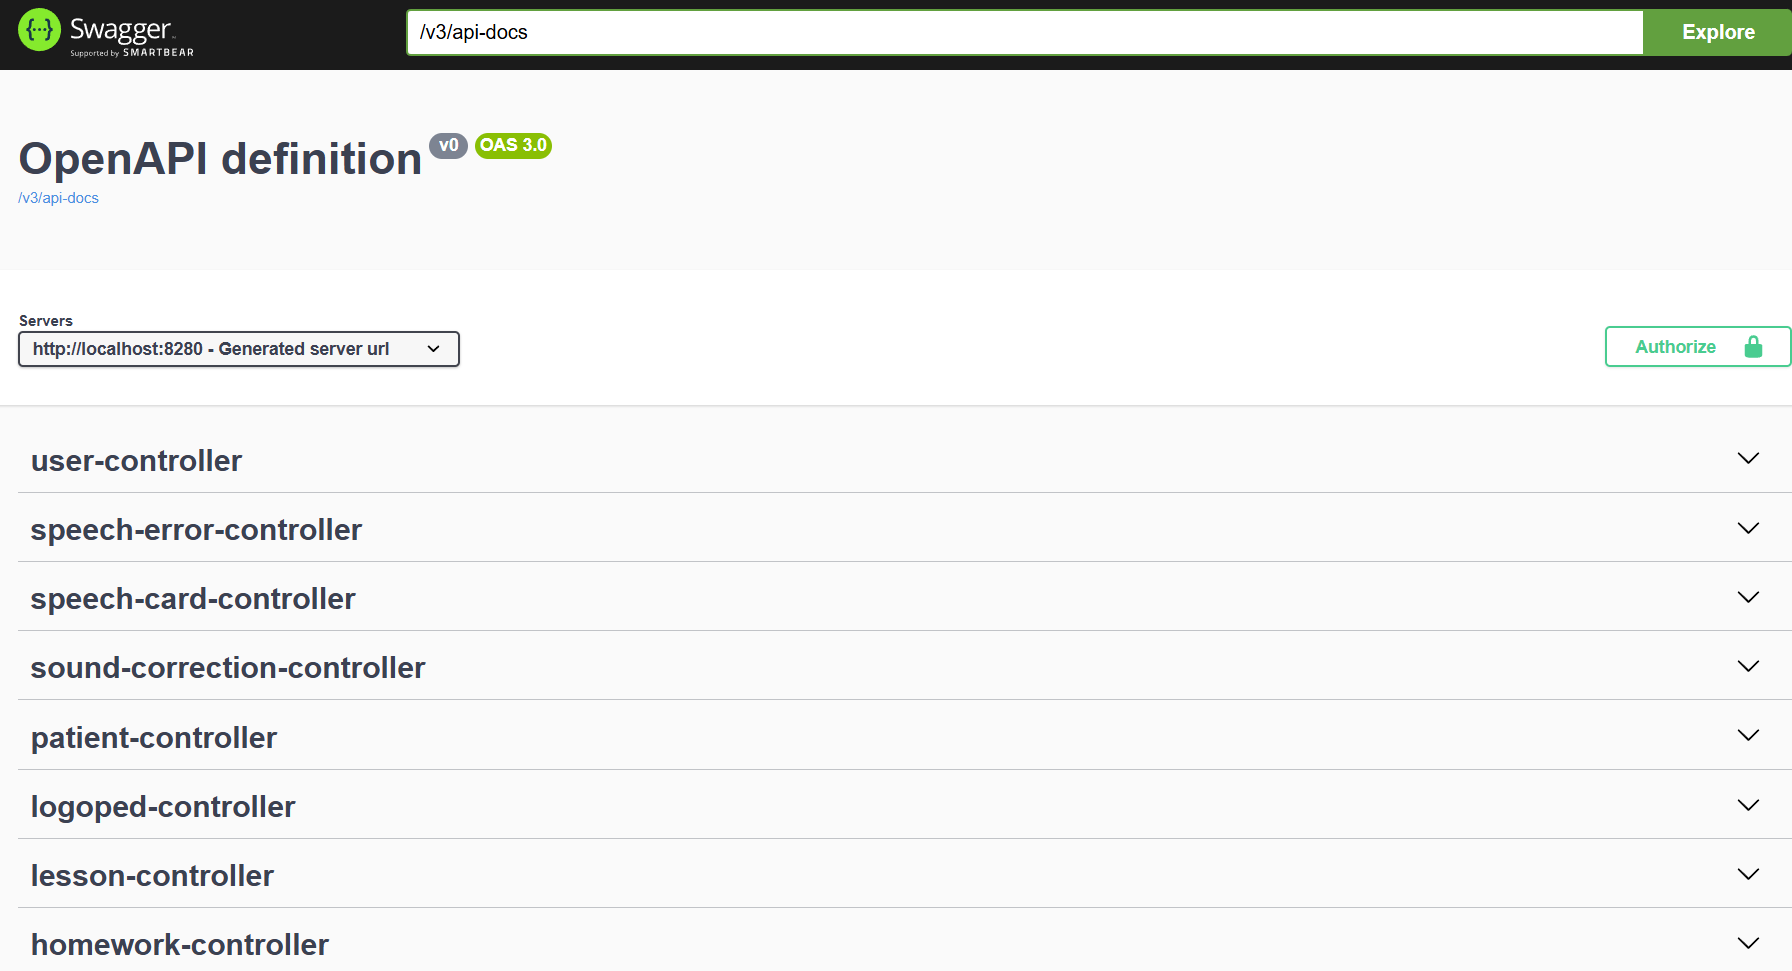 Swagger
Supported by SMARTBEAR
/v3/api-docs
Explore
OpenAPI definition v0 OAS 3.0
/v3/api-docs
Servers
http://localhost:8280 - Generated server url
Authorize
user-controller
speech-error-controller
speech-card-controller
sound-correction-controller
patient-controller
logoped-controller
lesson-controller
homework-controller